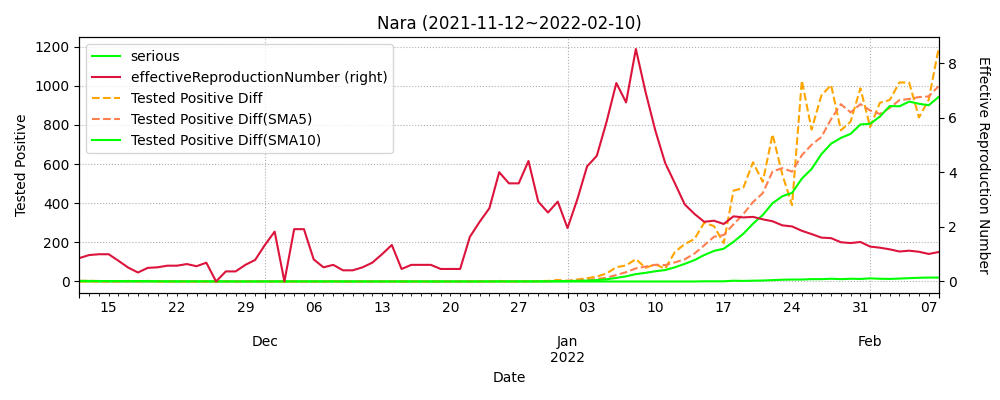 Nara (2021-11-12~2022-02-10)
serious
effectiveReproductionNumber (right)
Tested Positive Diff
Tested Positive Diff(SMA5)
Tested Positive Diff(SMA10)
Tested Positive
1200
1000
800
600
400
200
0
8
6
4
2
0
Effective Reproduction Number
15 22 29 06 13 20 27 03 10 17 24 31 07
Dec Jan Feb
2022
Date